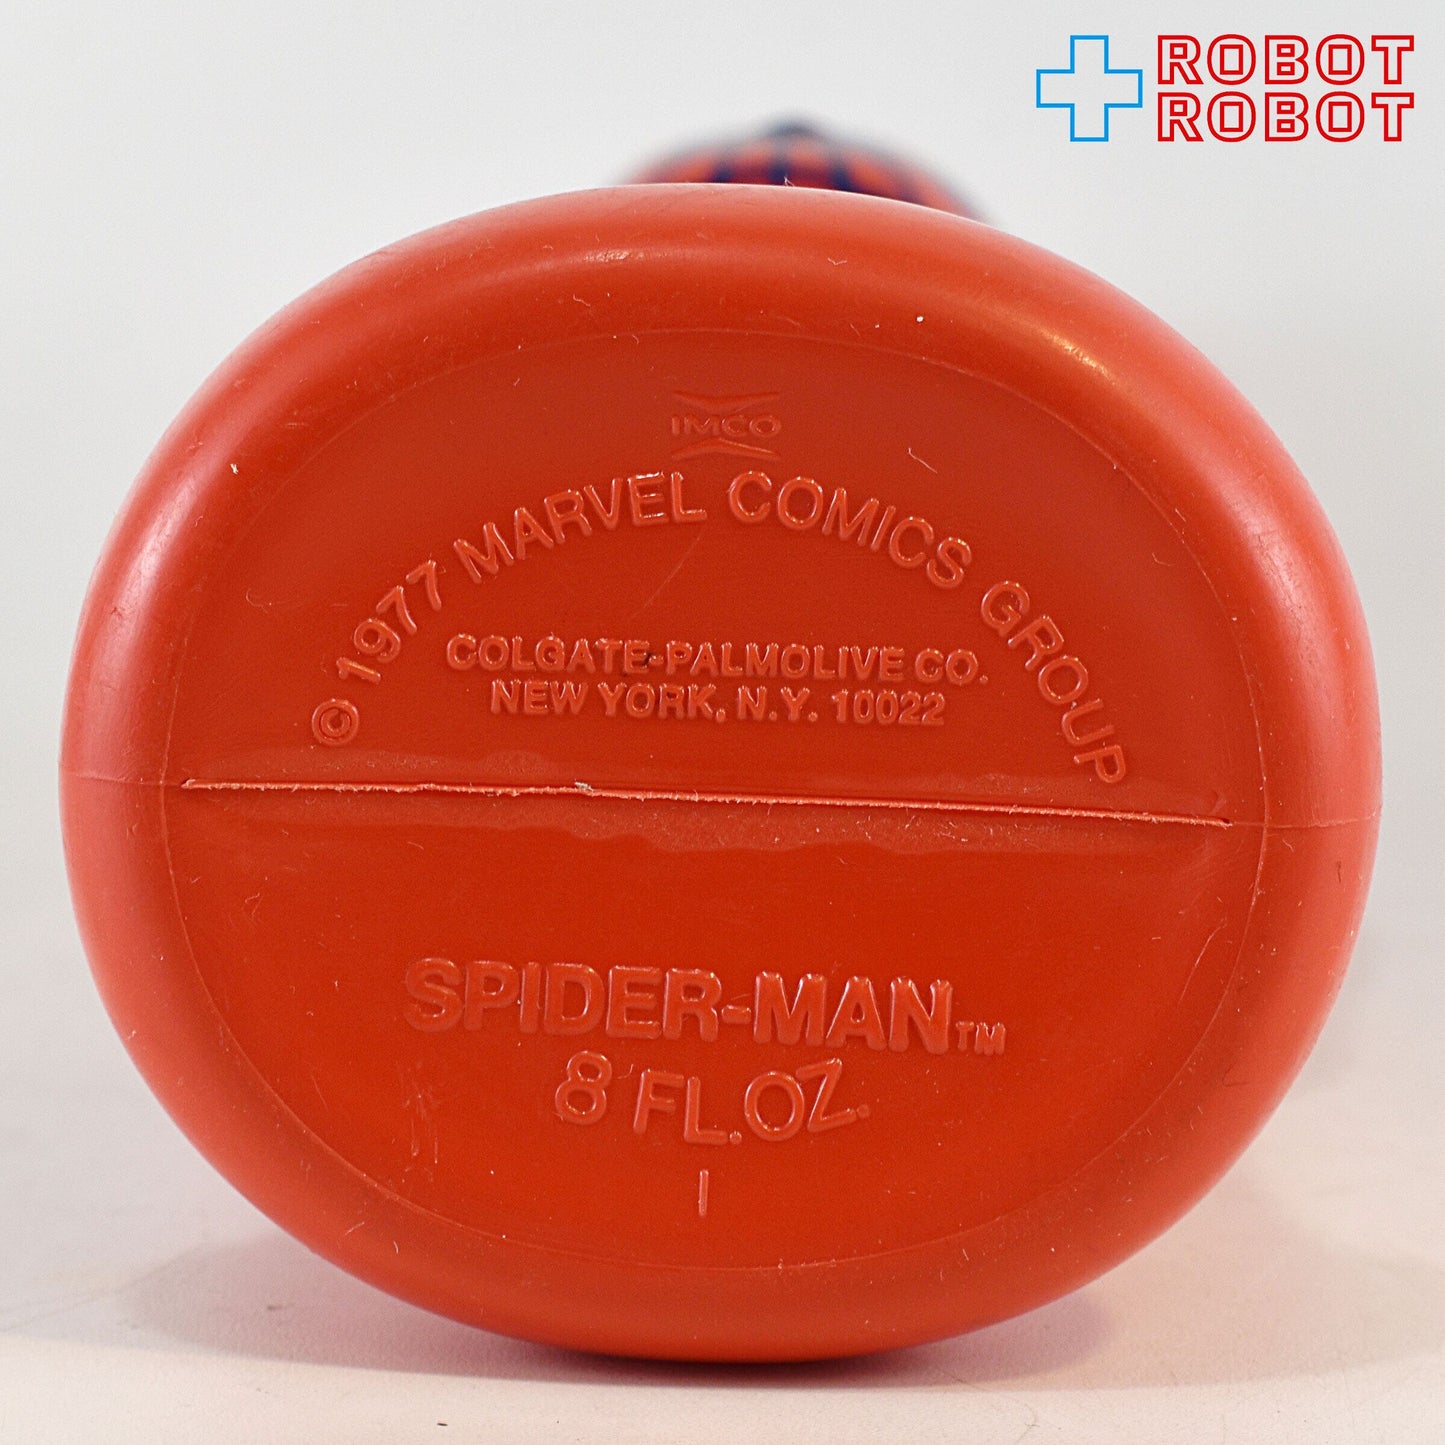 ROBOT
ROBOT
IMCO
© 1977 MARVEL COMICS GROUP
COLGATE-PALMOLIVE CO.
NEW YORK, N.Y. 10022
SPIDER-MAN™
8 FL.OZ.
1